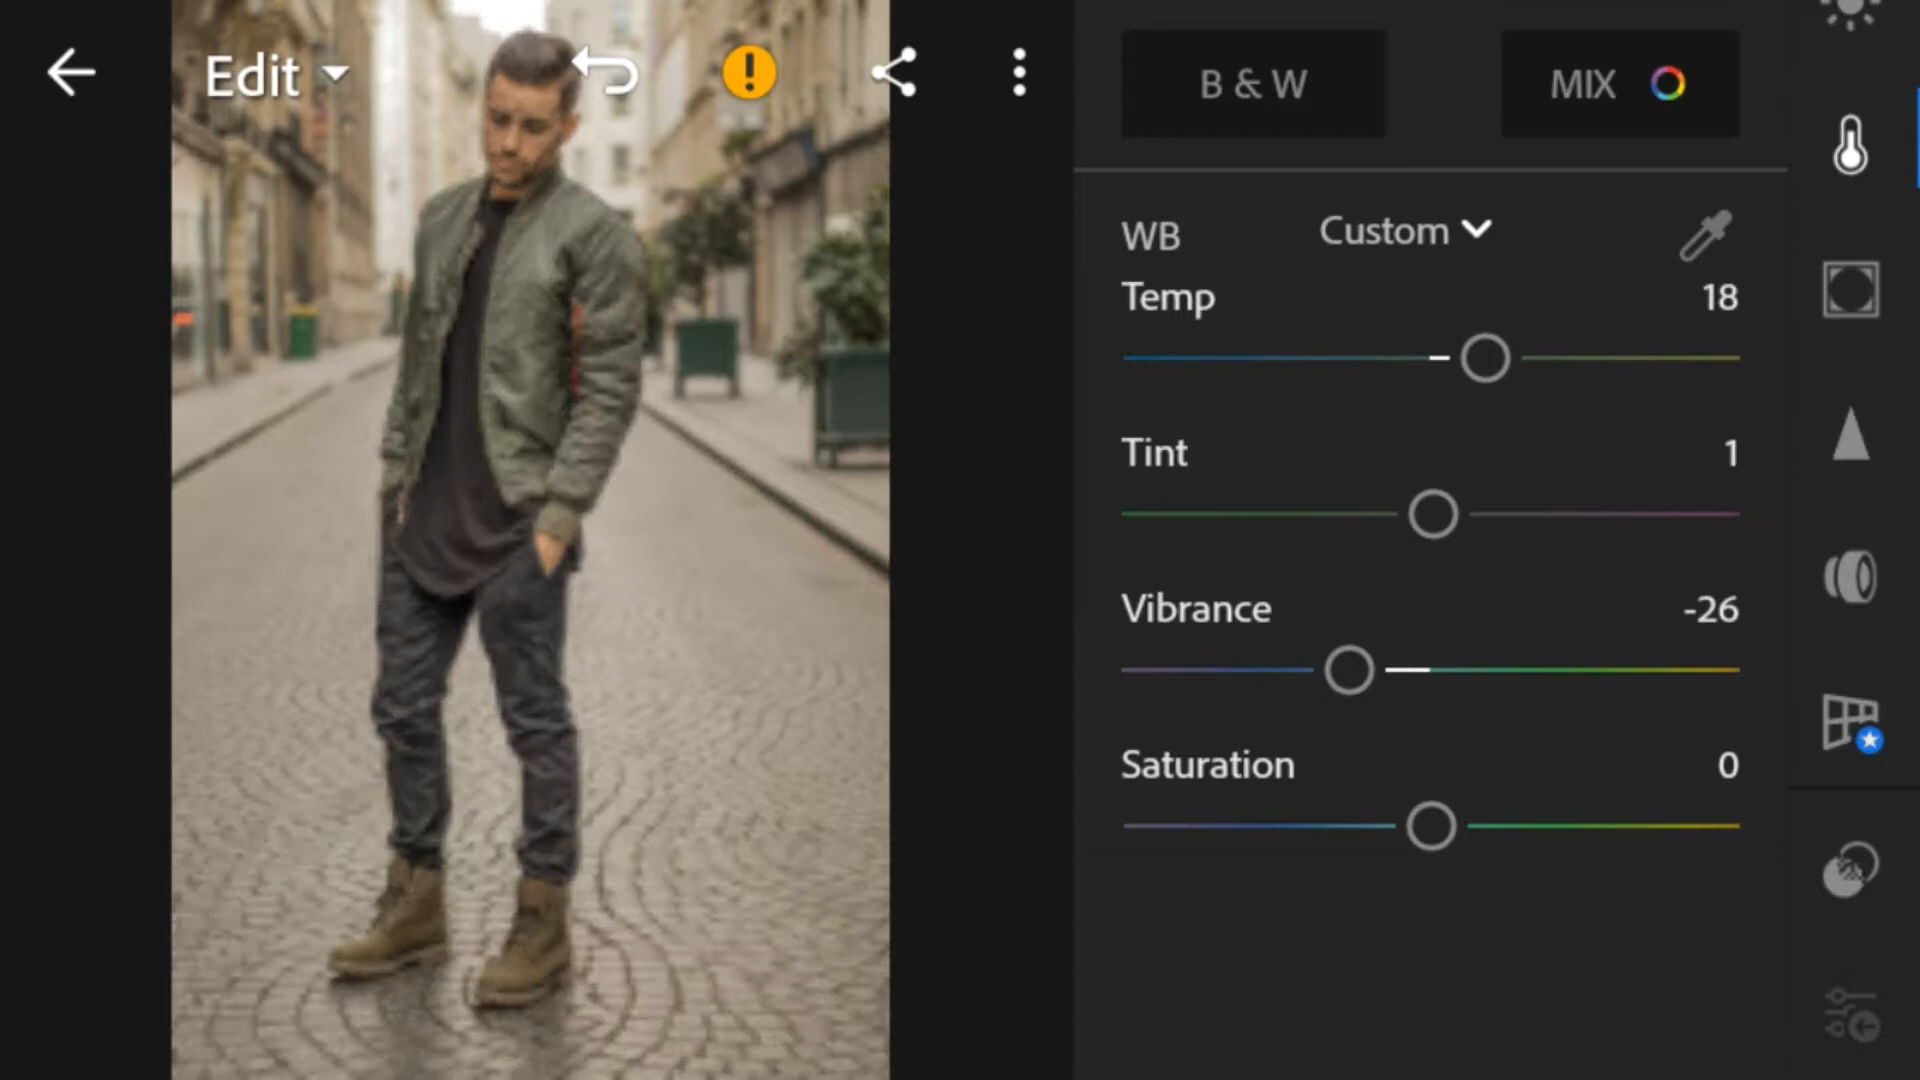 Edit
B & W
MIX
WB
Custom
Temp
18
Tint
1
Vibrance
-26
Saturation
0